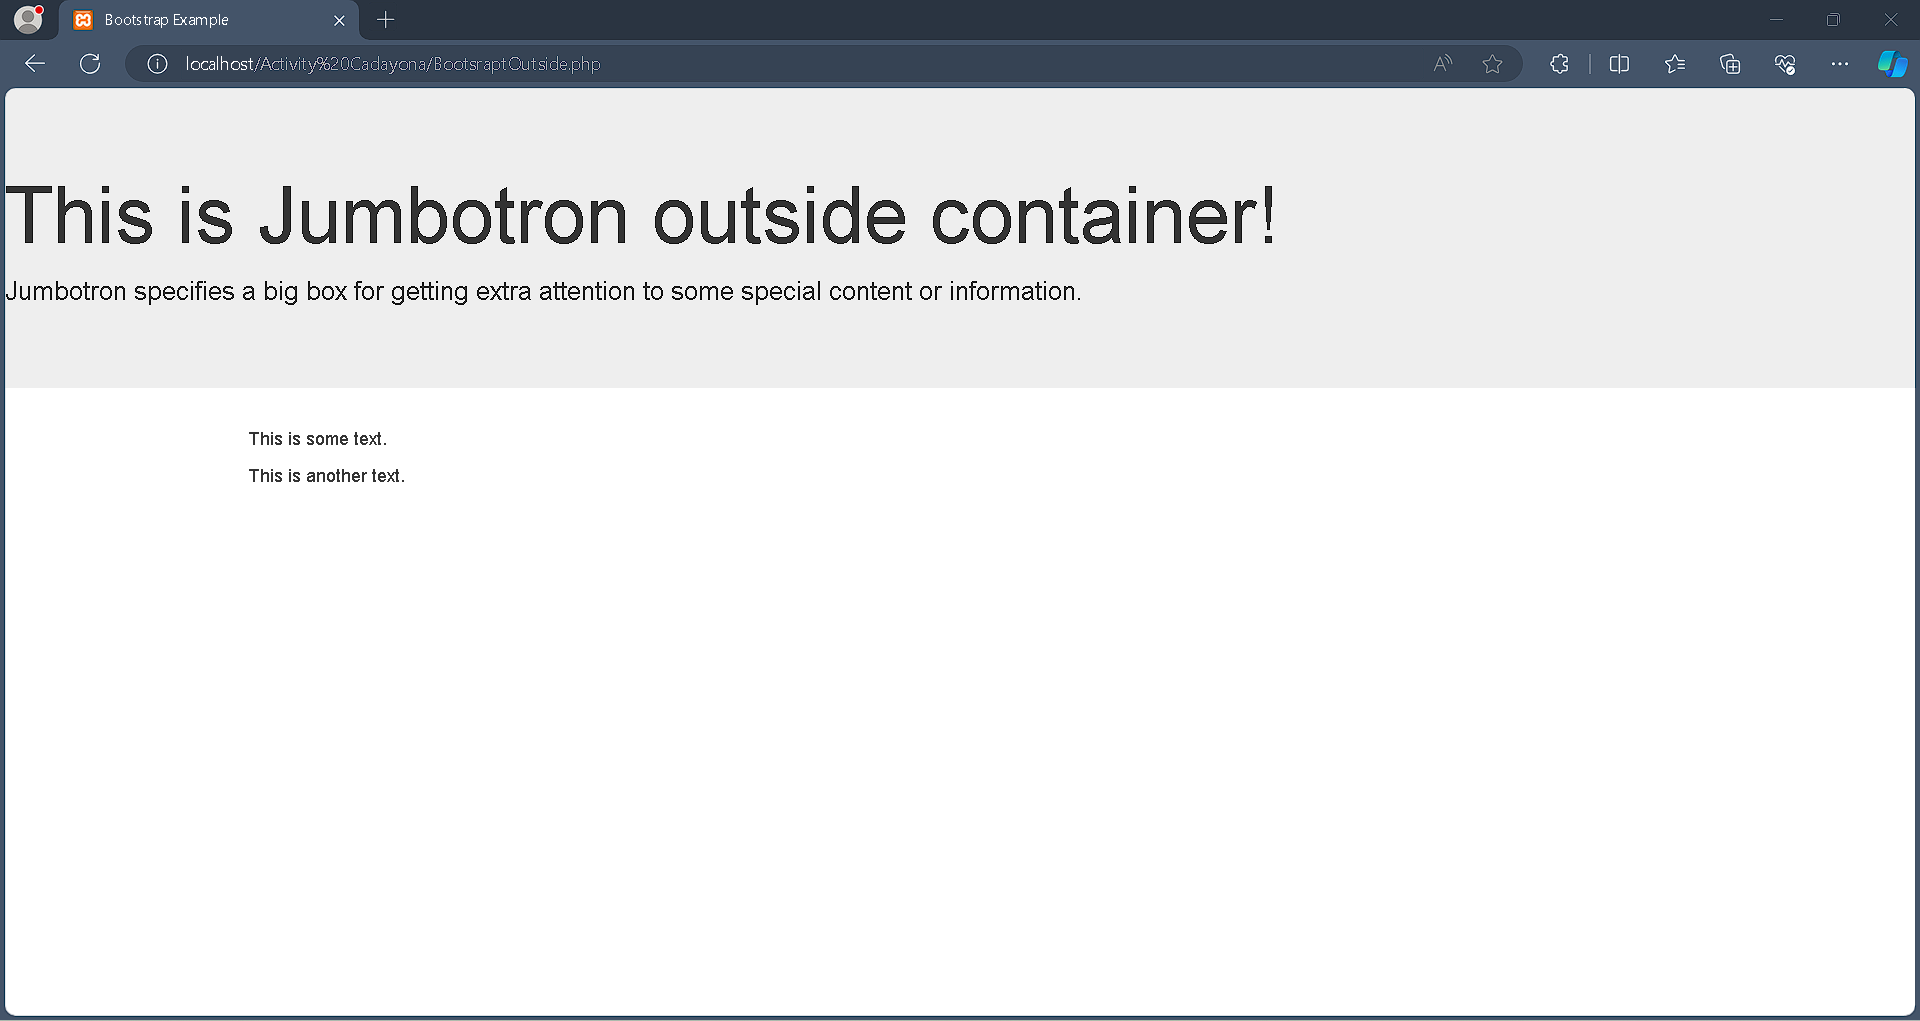 Bootstrap Example
localhost/Activity%20Cadayona/BootsraptOutside.php
This is Jumbotron outside container!
Jumbotron specifies a big box for getting extra attention to some special content or information.
This is some text.
This is another text.